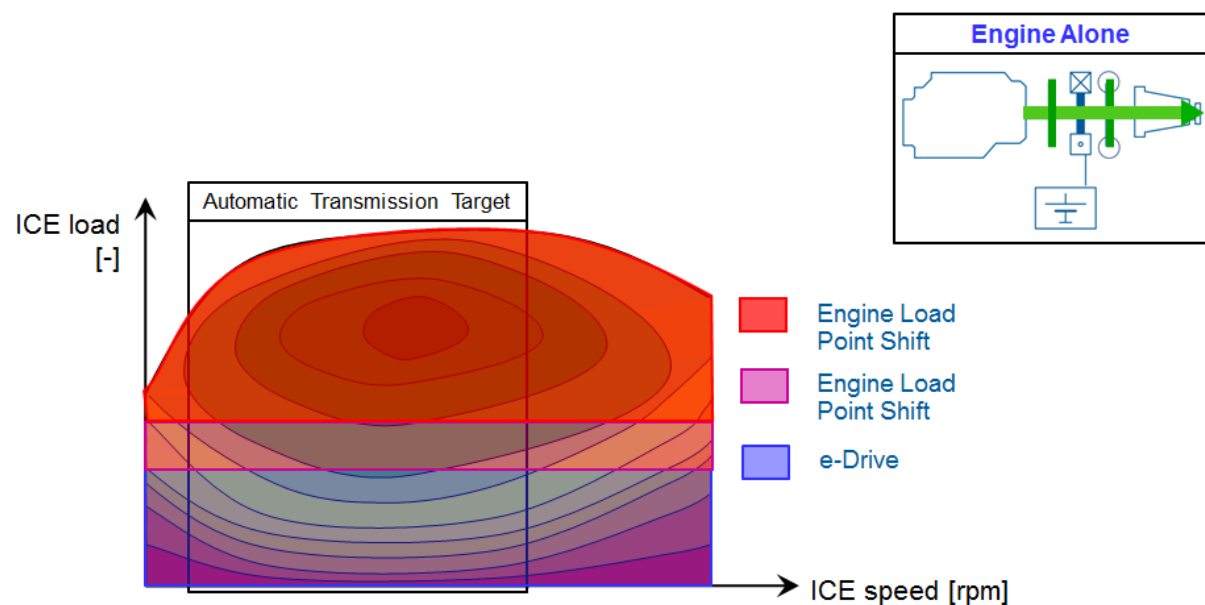 Engine Alone
Automatic Transmission Target
ICE load
[-]
Engine Load
Point Shift
Engine Load
Point Shift
e-Drive
ICE speed [rpm]